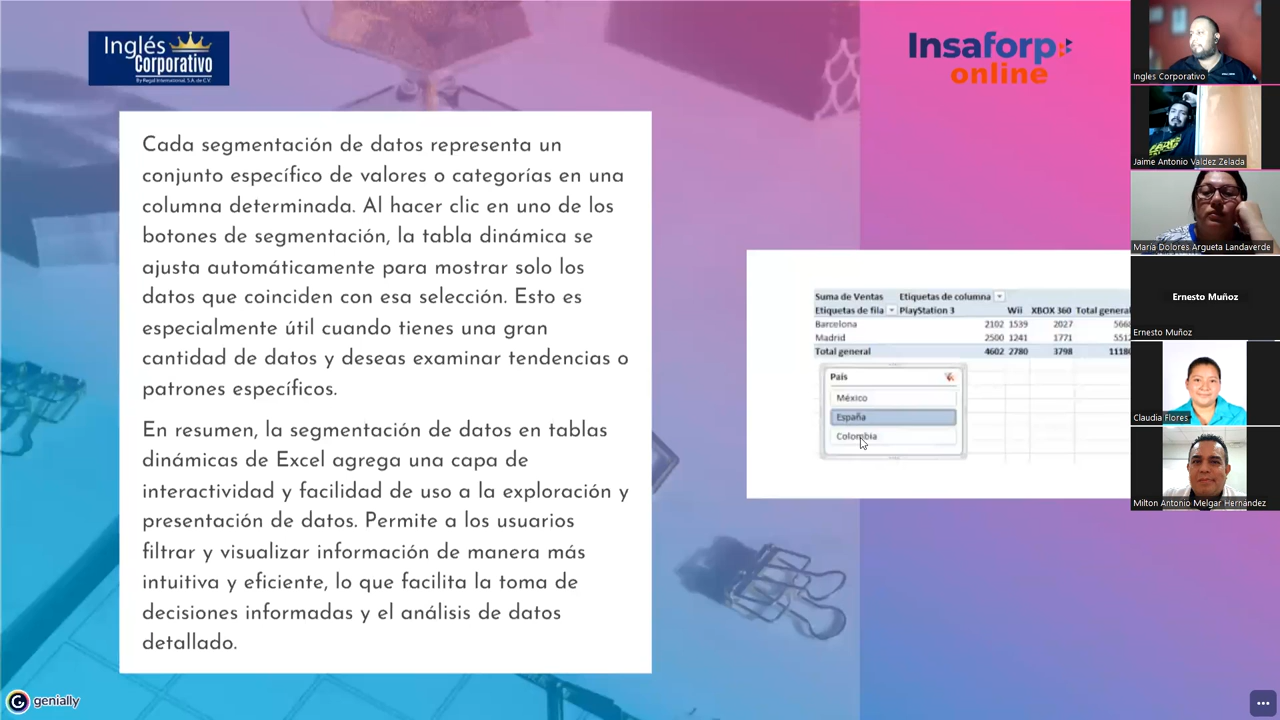 Inglés
Corporativo
By Regal International, S.A. de C.V.
Insaforp
online
Cada segmentación de datos representa un
conjunto específico de valores o categorías en una
columna determinada. Al hacer clic en uno de los
botones de segmentación, la tabla dinámica se
ajusta automáticamente para mostrar solo los
datos que coinciden con esa selección. Esto es
especialmente útil cuando tienes una gran
cantidad de datos y deseas examinar tendencias o
patrones específicos.
En resumen, la segmentación de datos en tablas
dinámicas de Excel agrega una capa de
interactividad y facilidad de uso a la exploración y
presentación de datos. Permite a los usuarios
filtrar y visualizar información de manera más
intuitiva y eficiente, lo que facilita la toma de
decisiones informadas y el análisis de datos
detallado.
Suma de Ventas Etiquetas de columna
Etiquetas de fila PlayStation 3 Wii XBOX 360 Total general
Barcelona 2102 1539 2027
Madrid 2500 1241 1771
Total general 4602 2780 3798 11180
País
México
España
Colombia
Ingles Corporativo
Jaime Antonio Valdez Zelada
María Dolores Argueta Landaverde
Ernesto Muñoz
Ernesto Muñoz
Claudia Flores
Milton Antonio Melgar Hernández
genially